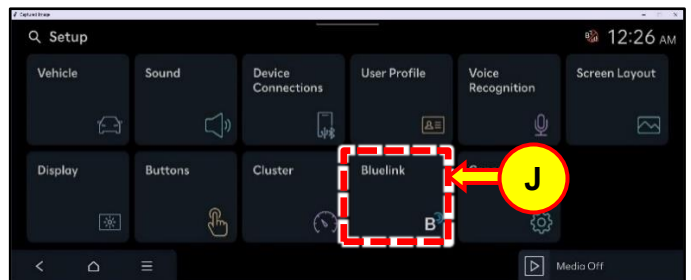 Captured Image
Setup
12:26 AM
Vehicle
Sound
Device
Connections
User Profile
Voice
Recognition
Screen Layout
Display
Buttons
Cluster
Bluelink
J
B
Media Off